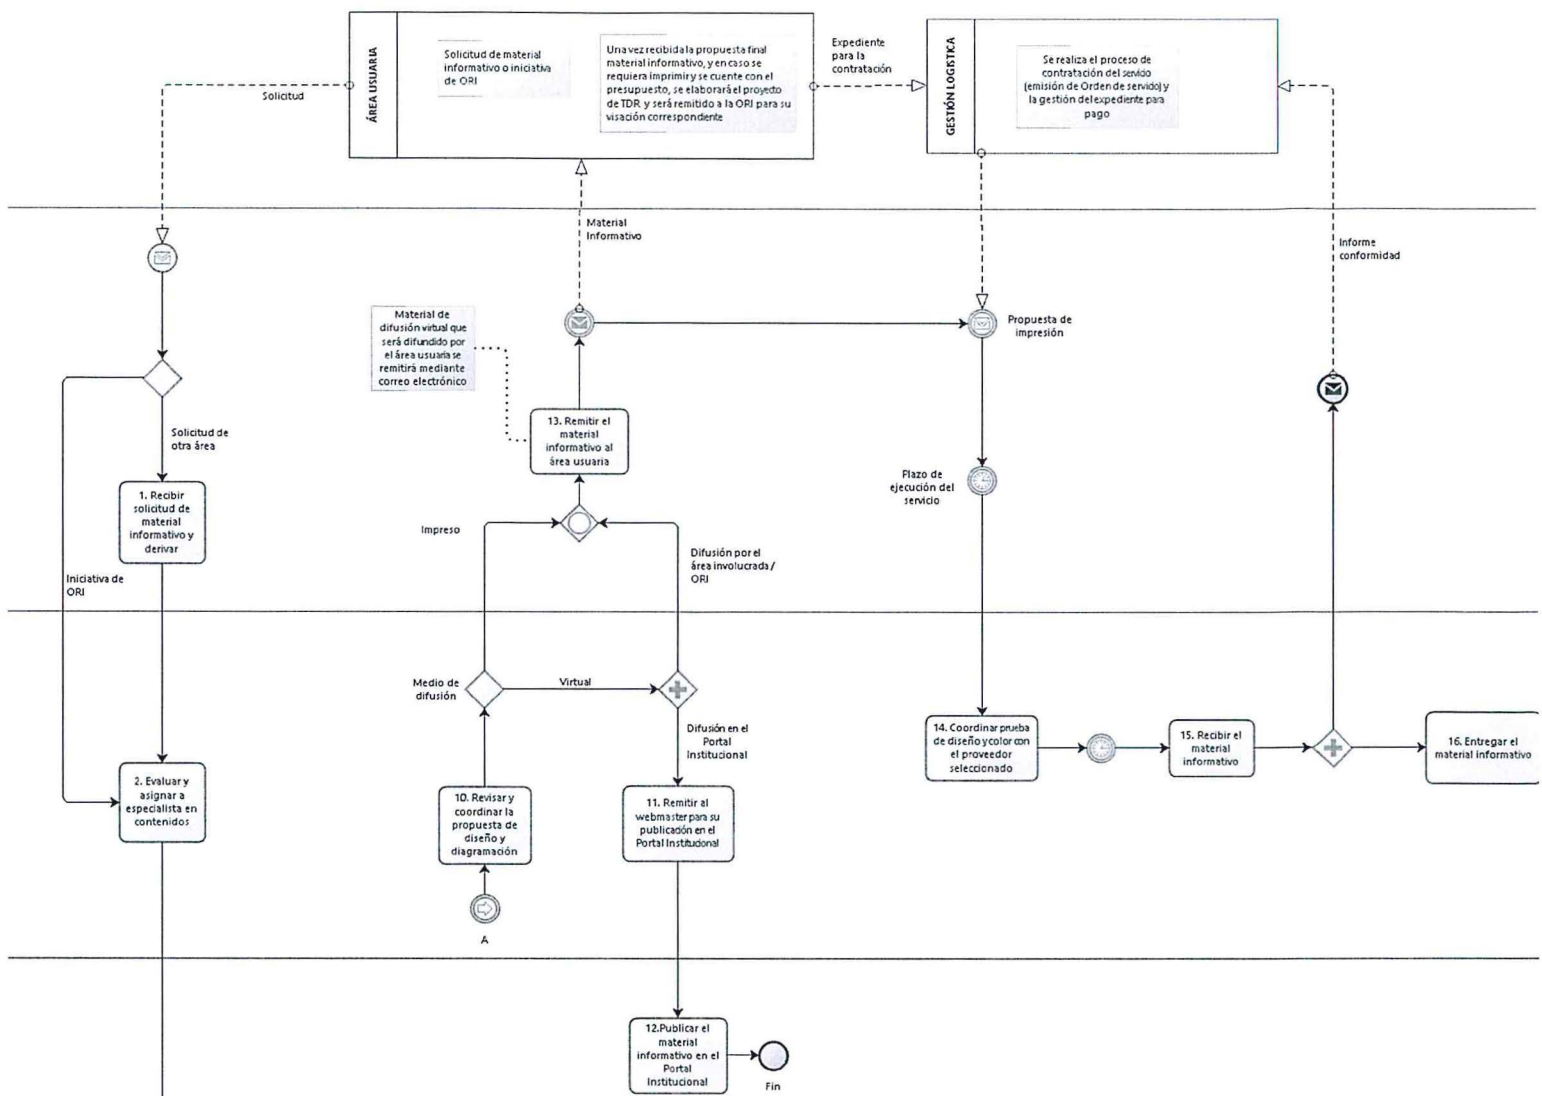 ÁREA USUARIA
Solicitud de material
informativo o iniciativa
de ORI
Una vez recibida la propuesta final
material informativo, y en caso se
requiera imprimir y se cuente con el
presupuesto, se elaborará el proyecto
de TDR y será remitido a la ORI para su
visación correspondiente
Expediente
para la
contratación
GESTIÓN LOGISTICA
Se realiza el proceso de
contratación del servido
(emisión de Orden de servido) y
la gestión del expediente para
pago
Solicitud
Material
Informativo
Informe
conformidad
Material de
difusión virtual que
será difundido por
el área usuaria se
remitirá mediante
correo electrónico
Propuesta de
impresión
Solicitud de
otra área
13. Remitir el
material
informativo al
área usuaria
Plazo de
ejecución del
servicio
1. Recibir
solicitud de
material
informativo y
derivar
Impreso
Difusión por el
área involucrada/
ORI
Iniciativa de
ORI
Medio de
difusión
Virtual
Difusión en el
Portal
Institucional
14. Coordinar prueba
de diseño y color con
el proveedor
seleccionado
15. Recibir el
material
informativo
16. Entregar el
material informativo
2. Evaluar y
asignar a
especialista en
contenidos
10. Revisar y
coordinar la
propuesta de
diseño y
diagramación
11. Remitir al
webmaster para su
publicación en el
Portal Institucional
A
12.Publicar el
material
informativo en el
Portal
Institucional
Fin